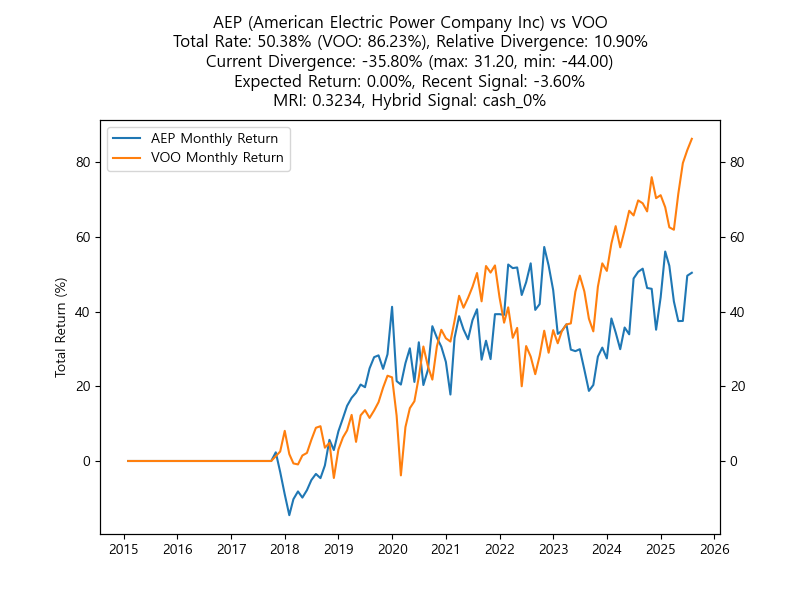 AEP (American Electric Power Company Inc) vs VOO
Total Rate: 50.38% (VOO: 86.23%), Relative Divergence: 10.90%
Current Divergence: -35.80% (max: 31.20, min: -44.00)
Expected Return: 0.00%, Recent Signal: -3.60%
MRI: 0.3234, Hybrid Signal: cash_0%
AEP Monthly Return
VOO Monthly Return
Total Return (%)
80
60
40
20
0
80
60
40
20
0
2015 2016 2017 2018 2019 2020 2021 2022 2023 2024 2025 2026